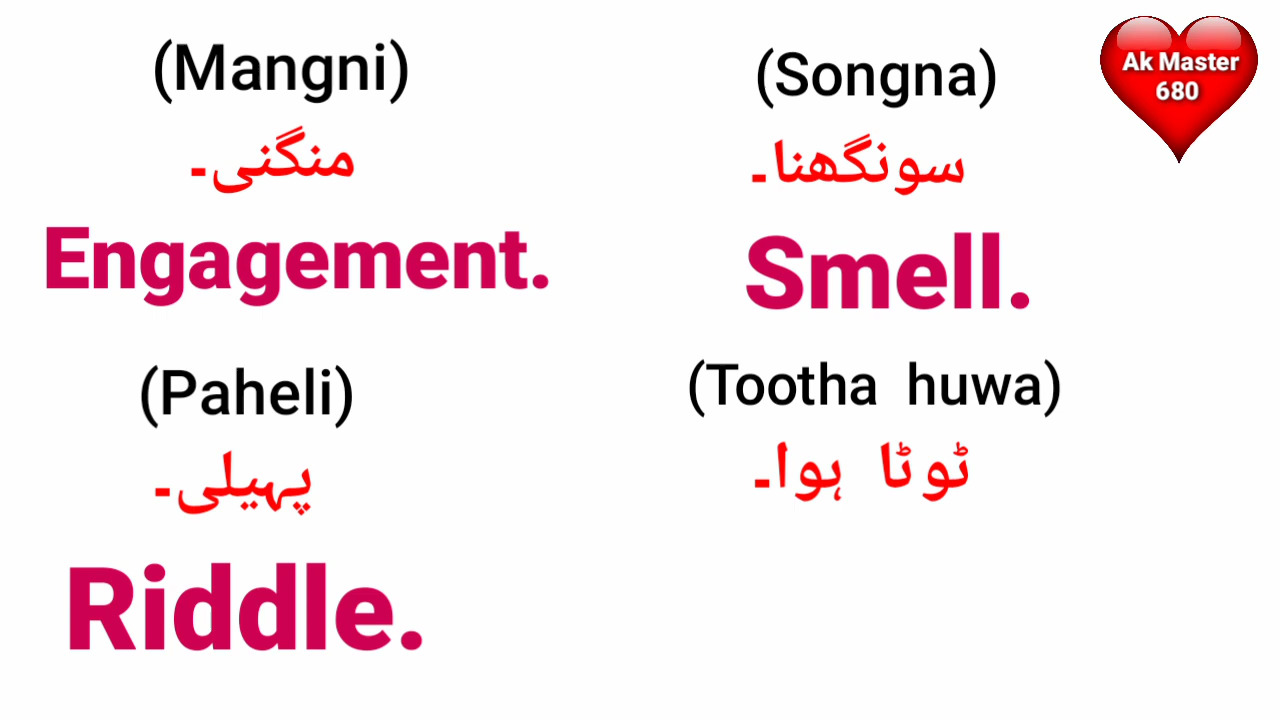 (Mangni)
منگنی۔
Engagement.
(Songna)
سونگھنا۔
Smell.
Ak Master
680
(Paheli)
پہیلی۔
Riddle.
(Tootha huwa)
ٹوٹا ہوا۔